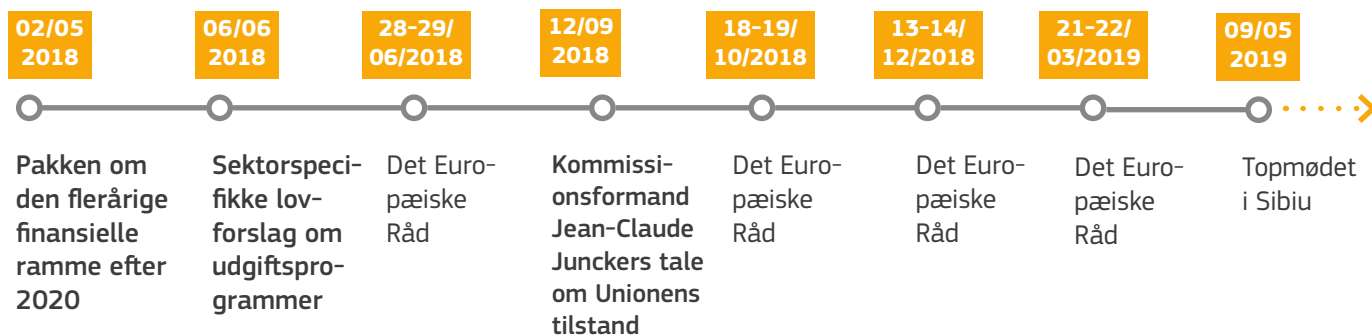 02/05
2018
06/06
2018
28-29/
06/2018
12/09
2018
18-19/
10/2018
13-14/
12/2018
21-22/
03/2019
09/05
2019
Pakken om
den flerårige
finansielle
ramme efter
2020
Sektorspeci-
fikke lov-
forslag om
udgiftspro-
grammer
Det Euro-
pæiske
Råd
Kommissi-
onsformand
Jean-Claude
Junckers tale
om Unionens
tilstand
Det Euro-
pæiske
Råd
Det Euro-
pæiske
Råd
Det Euro-
pæiske
Råd
Topmødet
i Sibiu